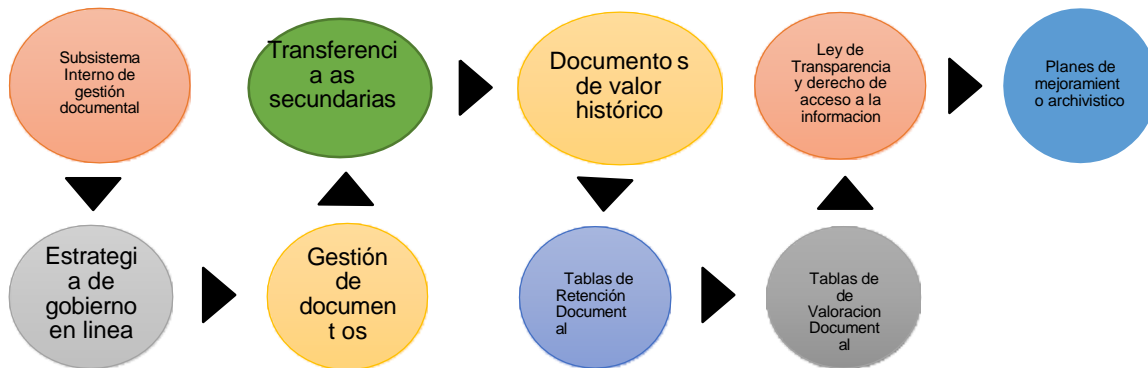 Subsistema
Interno de
gestión
documental
Estrategi
a de
gobierno
en linea
Gestión
de
documen
t os
Transferenci
a as
secundarias
Documento s
de valor
histórico
Tablas de
Retención
Document
al
Tablas de
de
Valoracion
Document
al
Ley de
Transparencia
y derecho de
acceso a la
informacion
Planes de
mejoramient
o archivistico